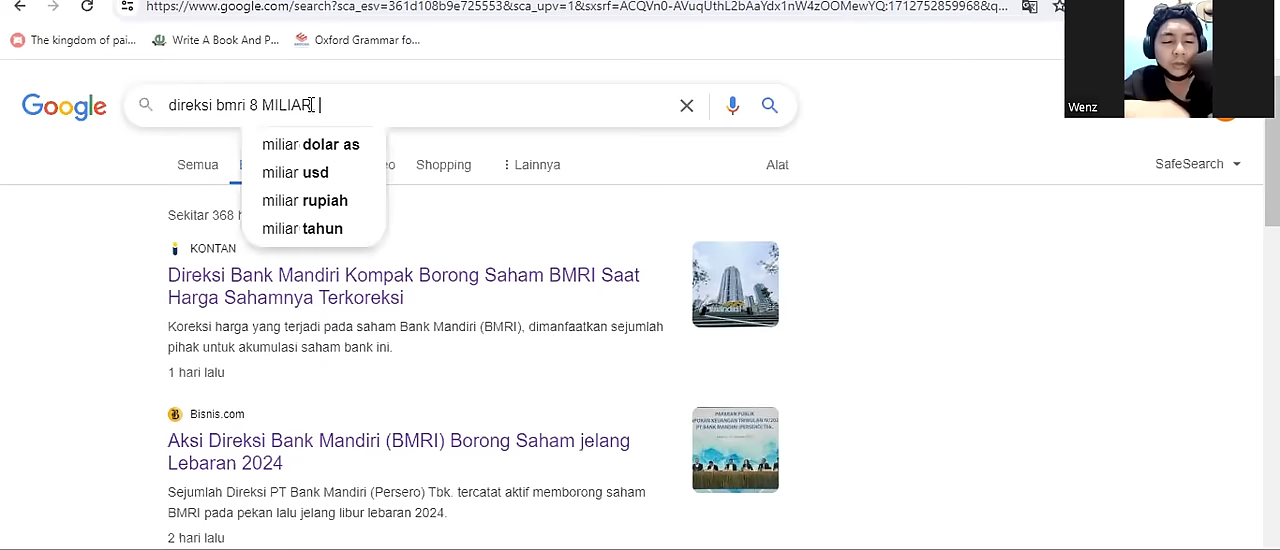 https://www.google.com/search?sca_esv=361d108b9e725553&sca_upv=1&sxsrf=ACQVn0-AVuqUthL2bAaYdx1nW4zOOMewYQ:1712752859968&q...
The kingdom of pai...
Write A Book And P...
Oxford Grammar fo...
Wenz
Google
direksi bmri 8 MILIAR
miliar dolar as
miliar usd
miliar rupiah
miliar tahun
Semua
Shopping
Lainnya
Alat
SafeSearch
Sekitar 368
KONTAN
Direksi Bank Mandiri Kompak Borong Saham BMRI Saat
Harga Sahamnya Terkoreksi
Koreksi harga yang terjadi pada saham Bank Mandiri (BMRI), dimanfaatkan sejumlah
pihak untuk akumulasi saham bank ini.
1 hari lalu
Bisnis.com
Aksi Direksi Bank Mandiri (BMRI) Borong Saham jelang
Lebaran 2024
Sejumlah Direksi PT Bank Mandiri (Persero) Tbk. tercatat aktif memborong saham
BMRI pada pekan lalu jelang libur lebaran 2024.
2 hari lalu